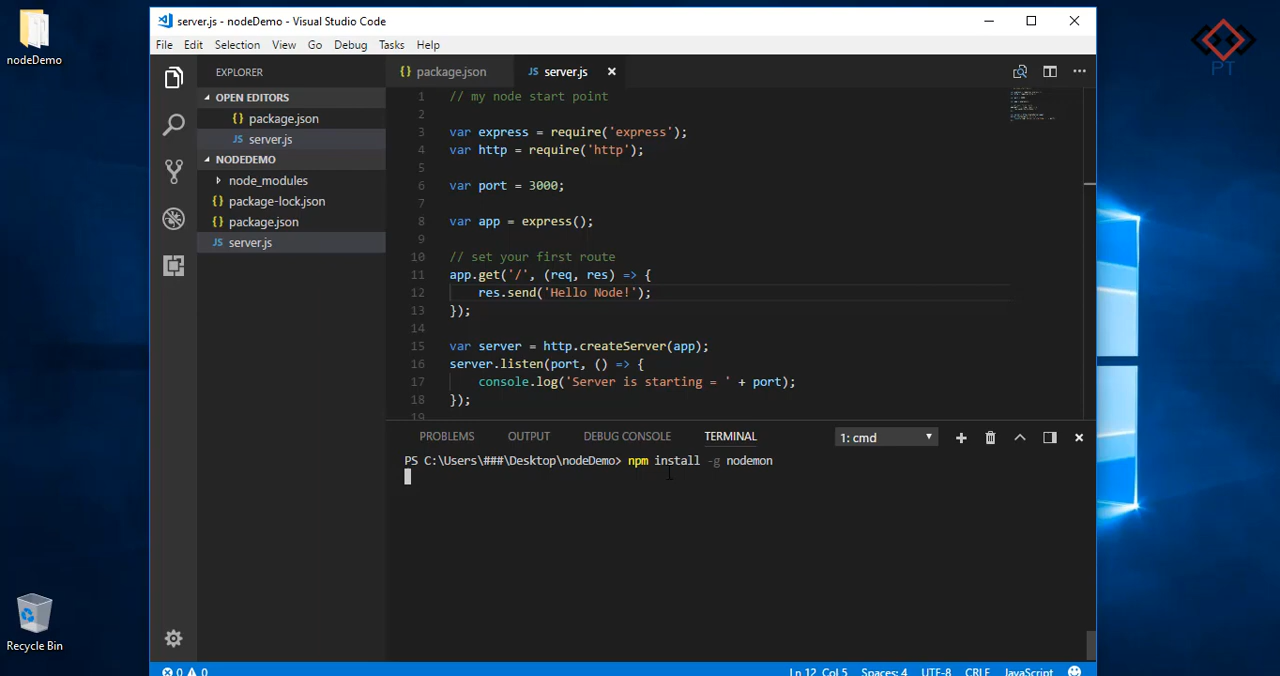 nodeDemo
server.js - nodeDemo - Visual Studio Code
File Edit Selection View Go Debug Tasks Help
PT
EXPLORER
{} package.json
JS server.js
OPEN EDITORS
{} package.json
JS server.js
NODEDEMO
node_modules
{} package-lock.json
{} package.json
JS server.js
1 // my node start point
2
3 var express = require('express');
4 var http = require('http');
5
6 var port = 3000;
7
8 var app = express();
9
10 // set your first route
11 app.get('/', (req, res) => {
12 res.send('Hello Node!');
13 });
14
15 var server = http.createServer(app);
16 server.listen(port, () => {
17 console.log('Server is starting = ' + port);
18 });
19
PROBLEMS OUTPUT DEBUG CONSOLE TERMINAL 1: cmd
PS C:\Users\###\Desktop\nodeDemo> npm install -g nodemon
Recycle Bin
0 0 Ln 12, Col 5 Spaces: 4 UTF-8 CRLF JavaScript